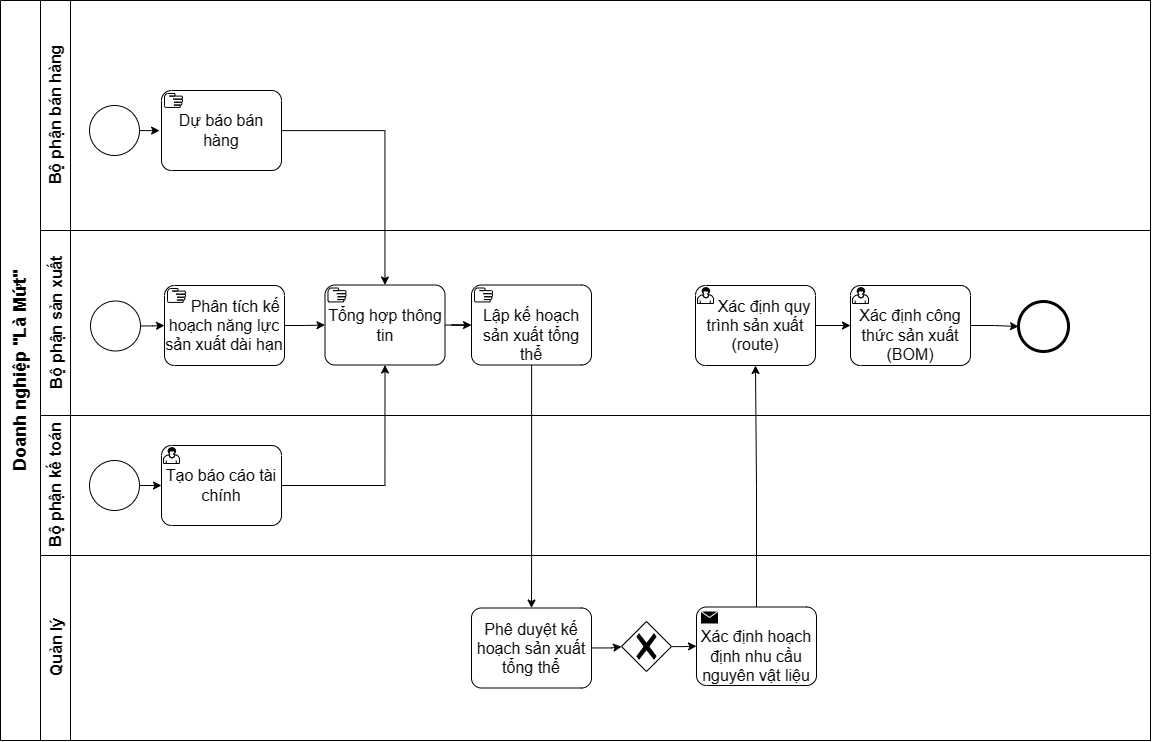 Doanh nghiệp "Là Mứt"
Bộ phận bán hàng
Dự báo bán
hàng
Bộ phận sản xuất
Phân tích kế
hoạch năng lực
sản xuất dài hạn
Tổng hợp thông
tin
Lập kế hoạch
sản xuất tổng
thể
Xác định quy
trình sản xuất
(route)
Xác định công
thức sản xuất
(BOM)
Bộ phận kế toán
Tạo báo cáo tài
chính
Quản lý
Phê duyệt kế
hoạch sản xuất
tổng thể
Xác định hoạch
định nhu cầu
nguyên vật liệu